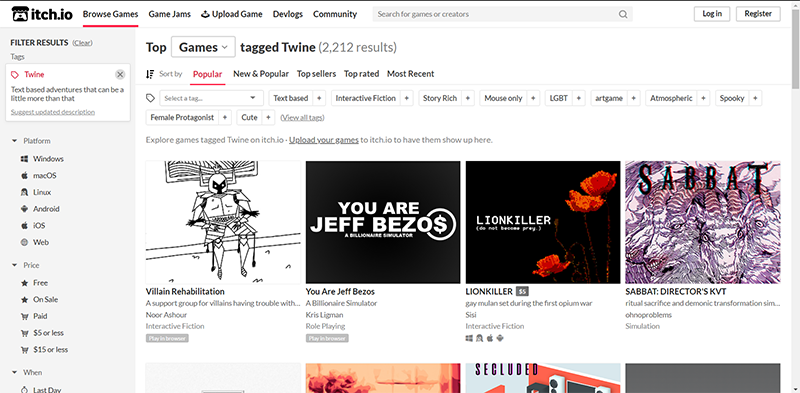 itch.io Browse Games Game Jams Upload Game Devlogs Community Search for games or creators Log in Register
FILTER RESULTS (Clear)
Tags
Twine
Text based adventures that can be a
little more than that
Suggest updated description
Platform
Windows
macOS
Linux
Android
iOS
Web
Price
Free
On Sale
Paid
$5 or less
$15 or less
When
Last Day
Top Games tagged Twine (2,212 results)
Sort by Popular New & Popular Top sellers Top rated Most Recent
Select a tag... Text based + Interactive Fiction + Story Rich + Mouse only + LGBT + artgame + Atmospheric + Spooky +
Female Protagonist + Cute + (View all tags)
Explore games tagged Twine on itch.io · Upload your games to itch.io to have them show up here.
Villain Rehabilitation
A support group for villains having trouble with...
Noor Ashour
Interactive Fiction
Play in browser
YOU ARE
JEFF BEZO$
A BILLIONAIRE SIMULATOR
You Are Jeff Bezos
A Billionaire Simulator
Kris Ligman
Role Playing
Play in browser
LIONKILLER
(do not become prey.)
LIONKILLER $5
gay mulan set during the first opium war
Sisi
Interactive Fiction
SABBAT
SABBAT: DIRECTOR'S KVT
ritual sacrifice and demonic transformation sim...
ohnoproblems
Simulation
SECLUDED